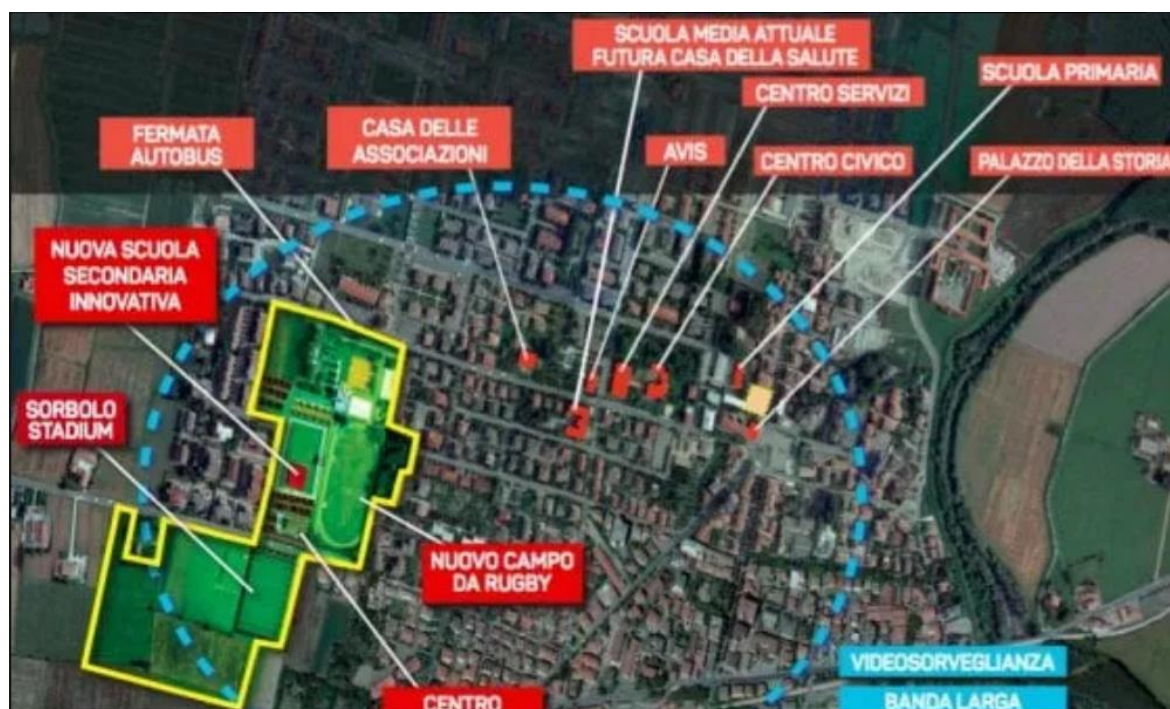 SCUOLA MEDIA ATTUALE
FUTURA CASA DELLA SALUTE
SCUOLA PRIMARIA
CENTRO SERVIZI
FERMATA
AUTOBUS
CASA DELLE
ASSOCIAZIONI
AVIS
CENTRO CIVICO
PALAZZO DELLA STORIA
NUOVA SCUOLA
SECONDARIA
INNOVATIVA
SORBOLO
STADIUM
NUOVO CAMPO
DA RUGBY
VIDEOSORVEGLIANZA
CENTRO
BANDA LARGA